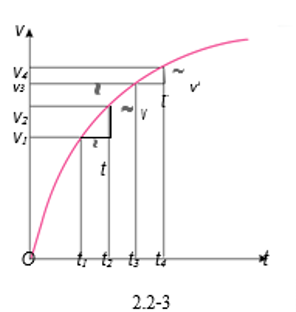 v
v₄
v₃
~ v'
~
v₂
~ v
v₁
~
t
O
t₁
t₂
t₃
t₄
t
2.2-3